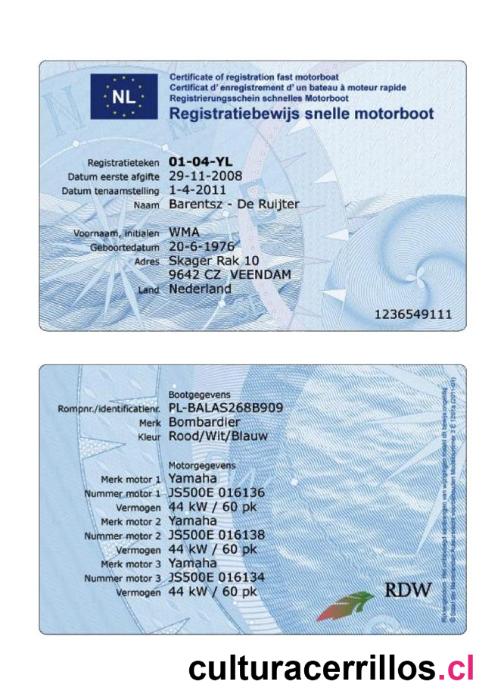 NL
Certificate of registration fast motorboat
Certificat d' enregistrement d' un bateau à moteur rapide
Registrierungsschein schnelles Motorboot
Registratiebewijs snelle motorboot
Registratieteken 01-04-YL
Datum eerste afgifte 29-11-2008
Datum tenaamstelling 1-4-2011
Naam Barentsz - De Ruijter
Voornaam, initialen WMA
Geboortedatum 20-6-1976
Adres Skager Rak 10
9642 CZ VEENDAM
Land Nederland
1236549111
Bootgegevens
Rompnr./identificatienr. PL-BALAS268B909
Merk Bombardier
Kleur Rood/Wit/Blauw
Motorgegevens
Merk motor 1 Yamaha
Nummer motor 1 JS500E 016136
Vermogen 44 kW / 60 pk
Merk motor 2 Yamaha
Nummer motor 2 JS500E 016138
Vermogen 44 kW / 60 pk
Merk motor 3 Yamaha
Nummer motor 3 JS500E 016134
Vermogen 44 kW / 60 pk
RDW
culturacerrillos.cl